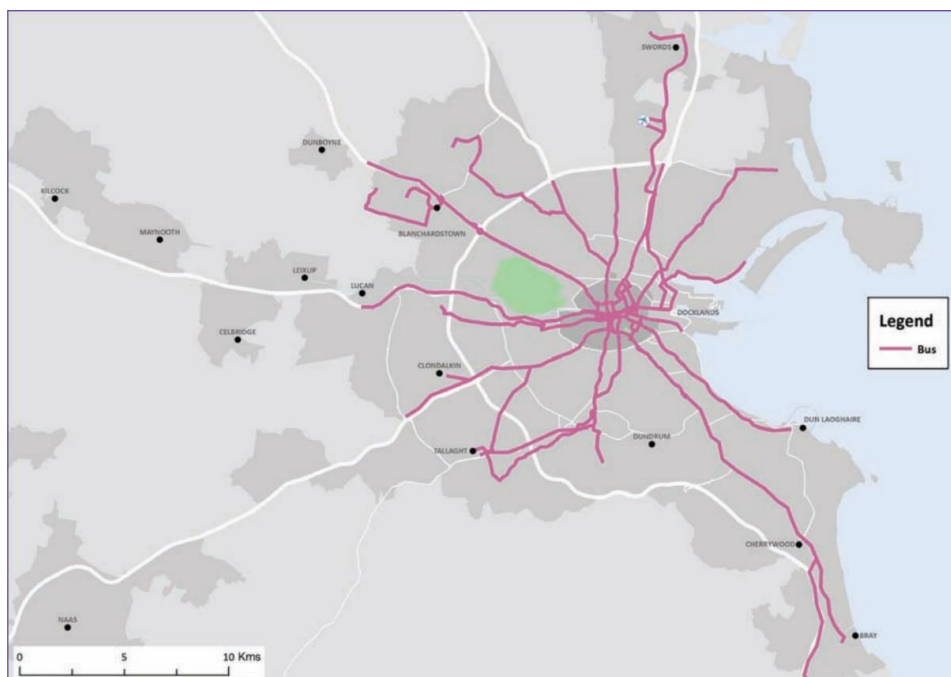 SWORDS
DUNBOYNE
KILCOCK
BLANCHARDSTOWN
MAYNOOTH
LEIXLIP
LUCAN
DOCKLANDS
CELBRIDGE
Legend
Bus
CLONDALKIN
DUN LAOGHAIRE
DUNDRUM
TALLAGHT
CHERRYWOOD
NAAS
BRAY
0 5 10 Kms